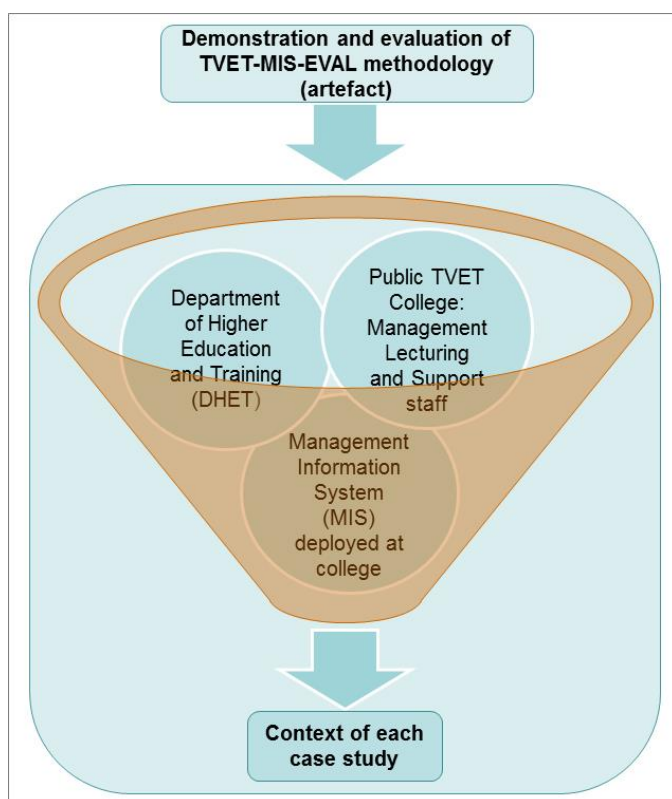 Demonstration and evaluation of
TVET-MIS-EVAL methodology
(artefact)
Department
of Higher
Education
and Training
(DHET)
Public TVET
College:
Management
Lecturing
and Support
staff
Management
Information
System
(MIS)
deployed at
college
Context of each
case study